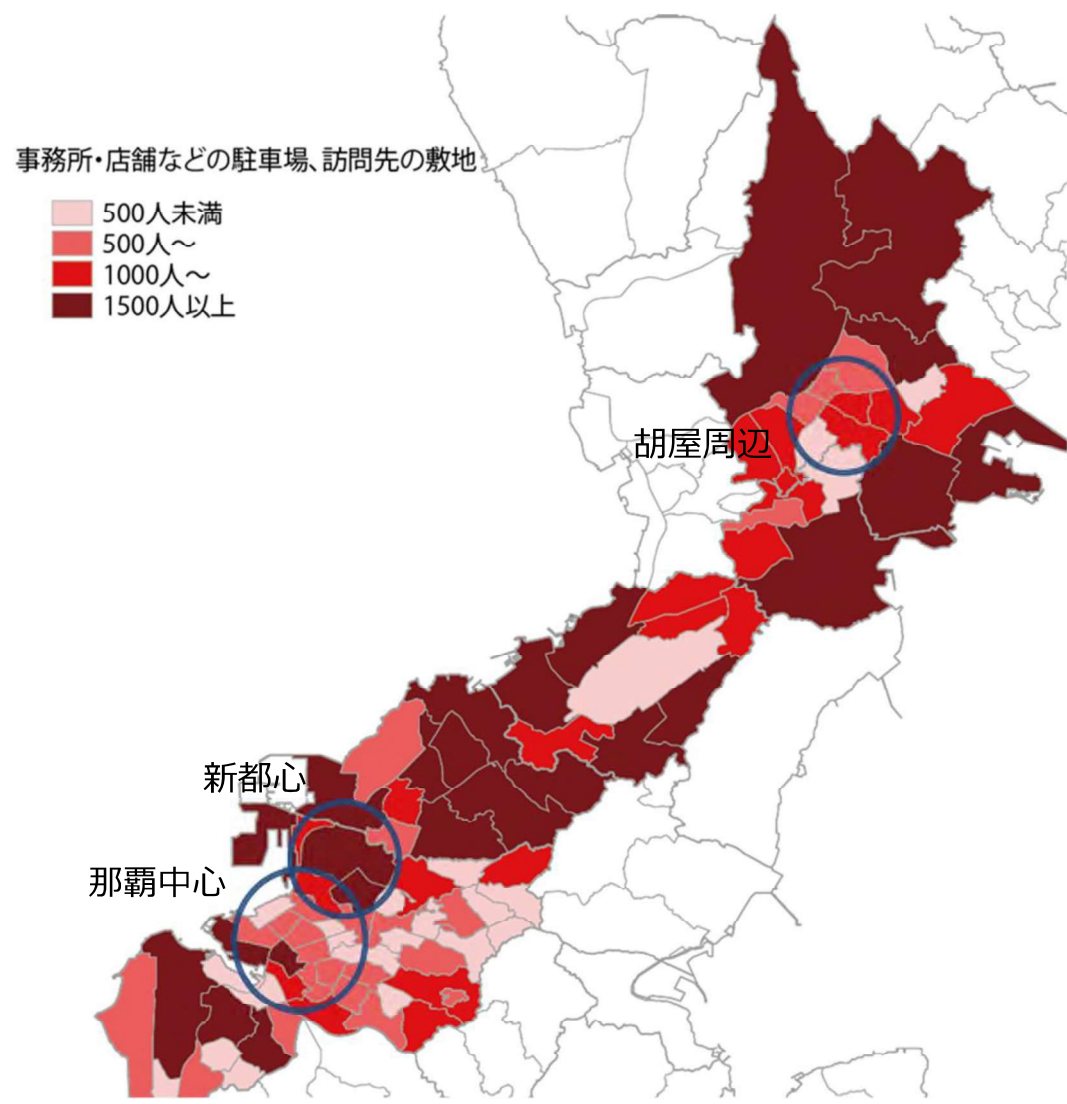 事務所・店舗などの駐車場、訪問先の敷地
500人未満
500人～
1000人～
1500人以上
胡屋周辺
新都心
那覇中心